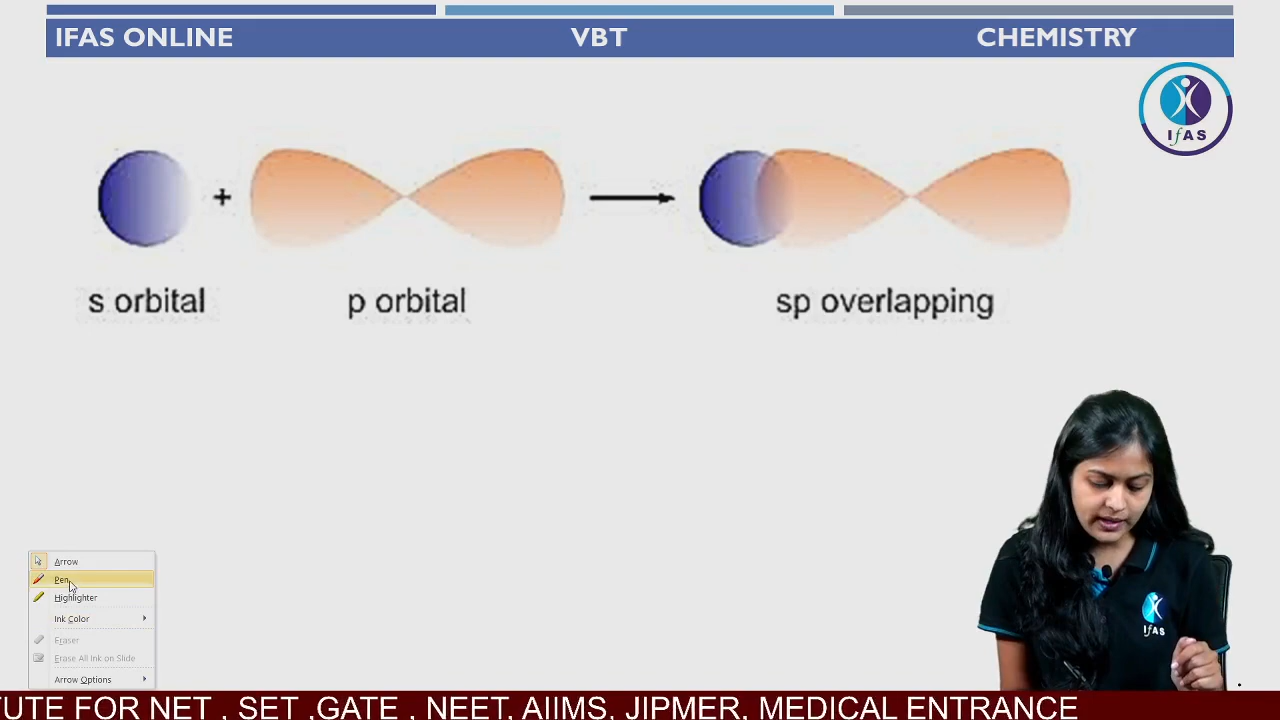 IFAS ONLINE VBT CHEMISTRY
IfAS
+
s orbital p orbital sp overlapping
Arrow
Pen
Highlighter
Ink Color
Eraser
Erase All Ink on Slide
Arrow Options
IfAS
TUTE FOR NET , SET ,GATE , NEET, AIIMS, JIPMER, MEDICAL ENTRANCE